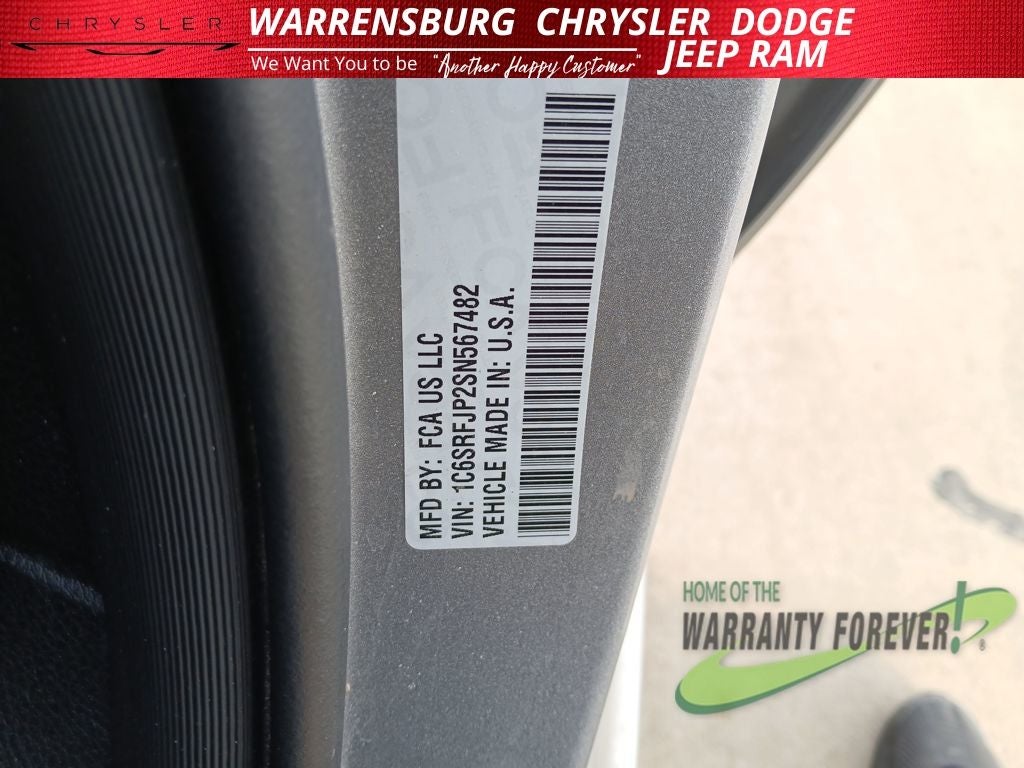 CHRYSLER
WARRENSBURG CHRYSLER DODGE
JEEP RAM
We Want You to be "Another Happy Customer"
MFD BY: FCA US LLC
VIN: 1C6SRFJP2SN567482
VEHICLE MADE IN: U.S.A.
HOME OF THE
WARRANTY FOREVER!®